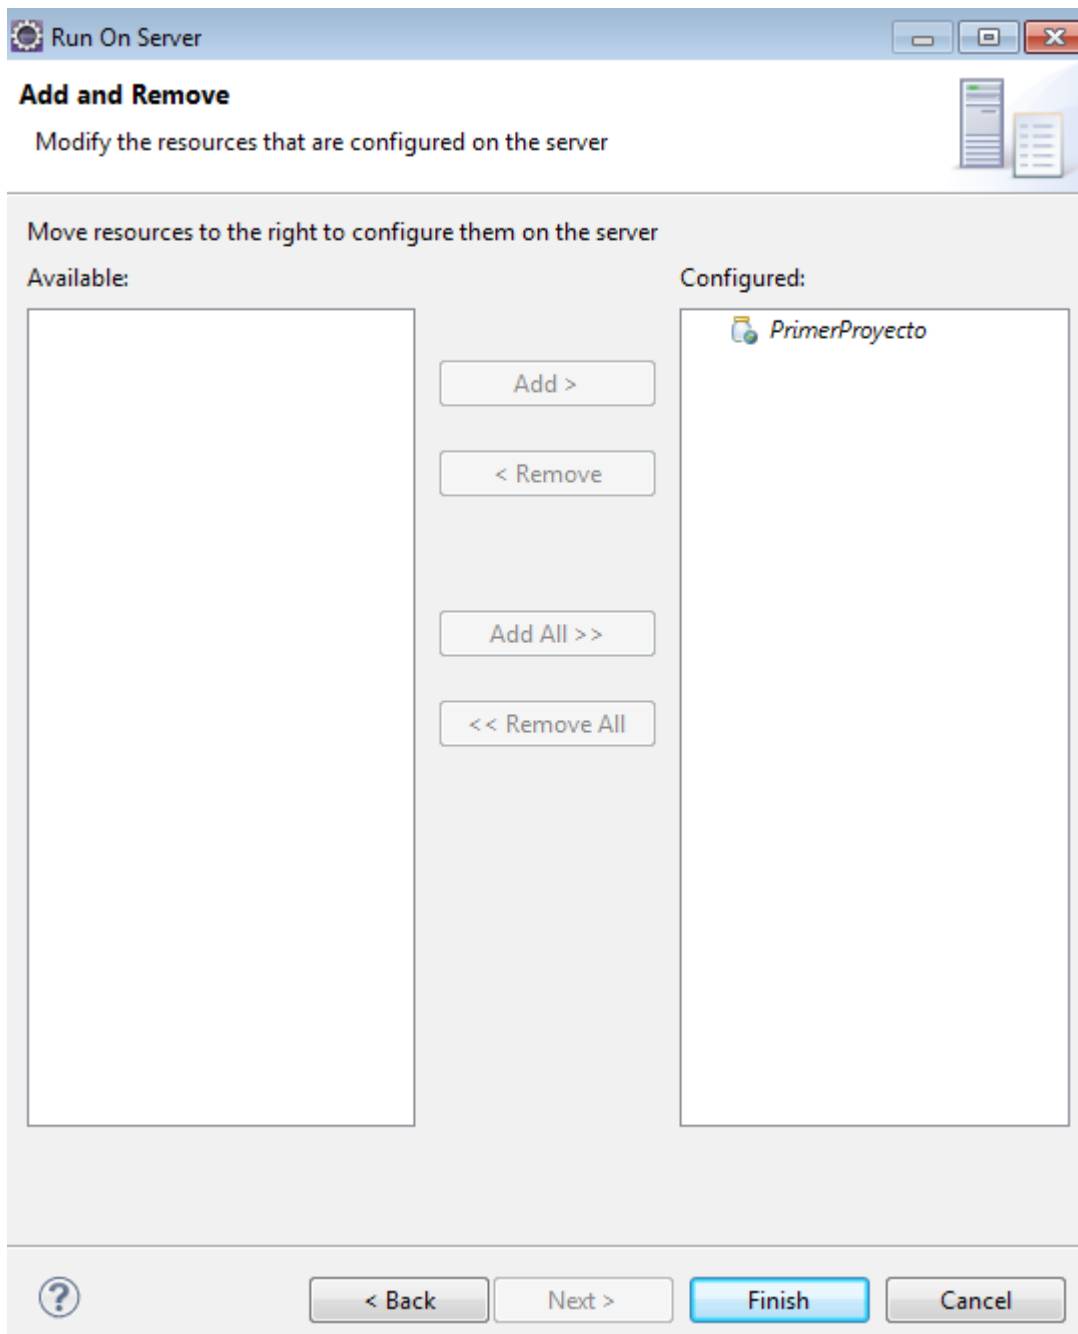 Run On Server
Add and Remove
Modify the resources that are configured on the server
Move resources to the right to configure them on the server
Available:
Configured:
PrimerProyecto
Add >
< Remove
Add All >>
<< Remove All
?
< Back
Next >
Finish
Cancel